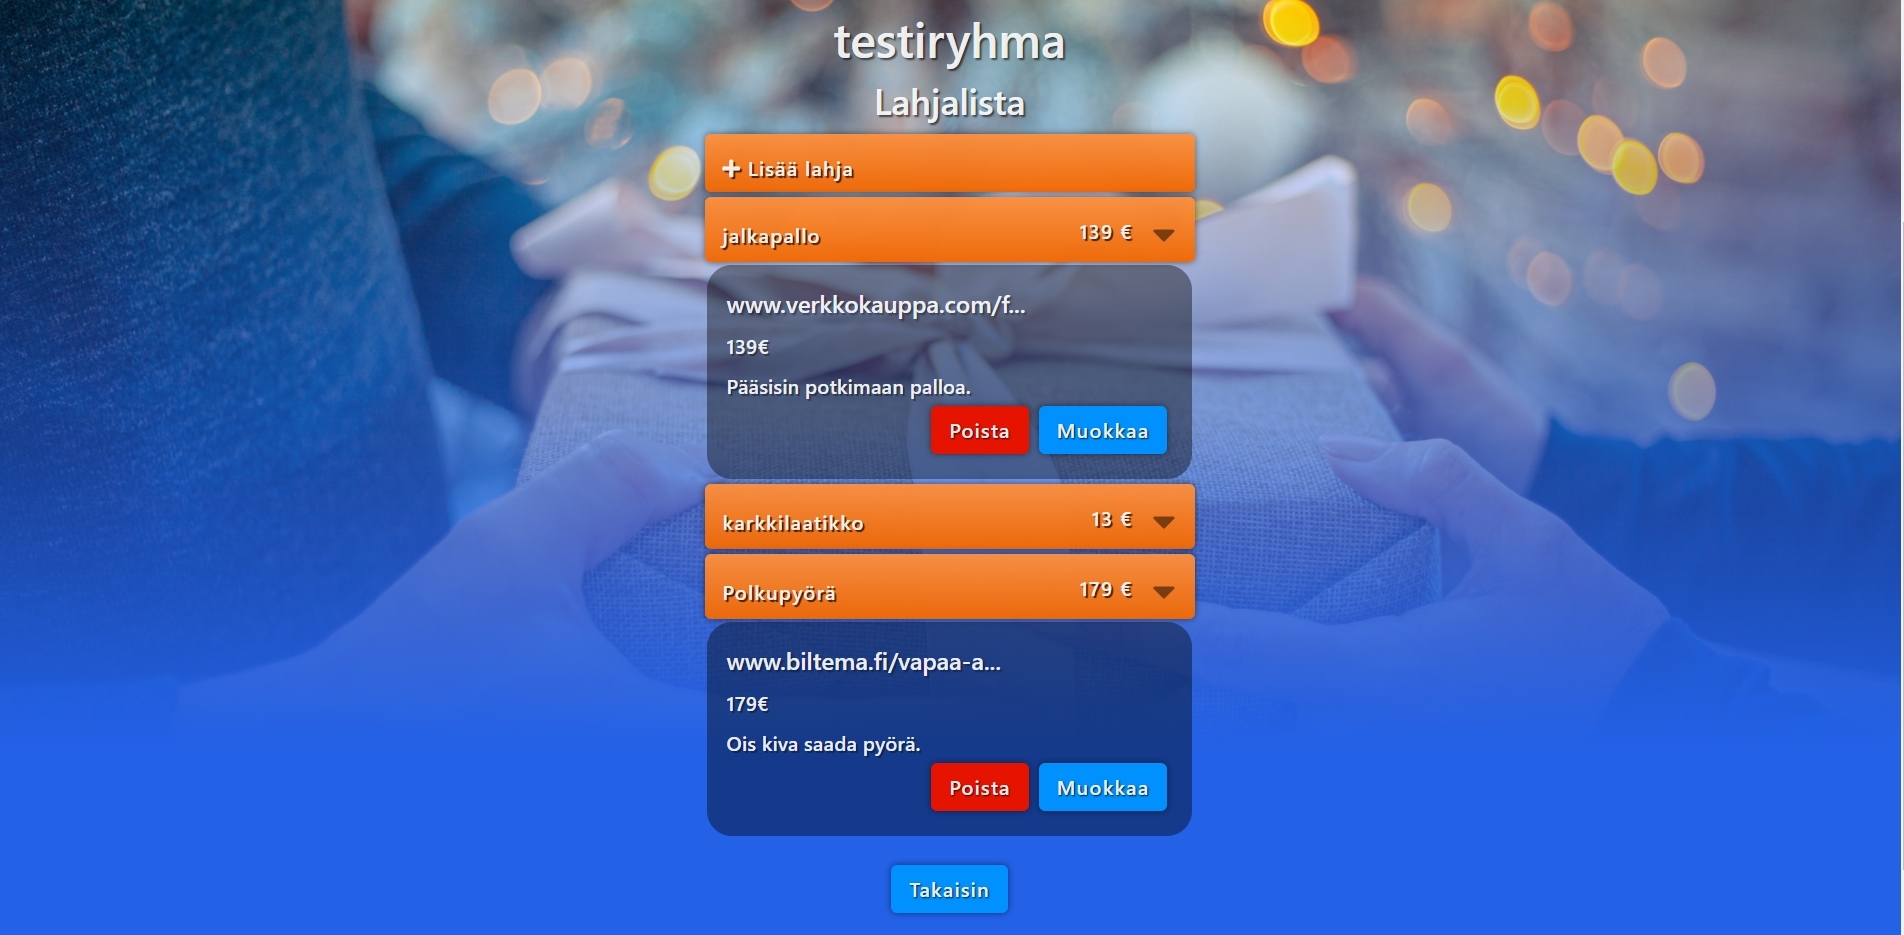 testiryhma
Lahjalista
Lisää lahja
jalkapallo 139 €
www.verkkokauppa.com/f...
139€
Pääsisin potkimaan palloa.
Poista Muokkaa
karkkilaatikko 13 €
Polkupyörä 179 €
www.biltema.fi/vapaa-a...
179€
Ois kiva saada pyörä.
Poista Muokkaa
Takaisin